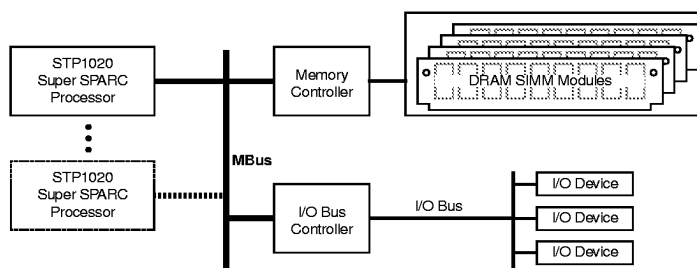 STP1020
Super SPARC
Processor
STP1020
Super SPARC
Processor
MBus
Memory
Controller
DRAM SIMM Modules
I/O Bus
Controller
I/O Bus
I/O Device
I/O Device
I/O Device